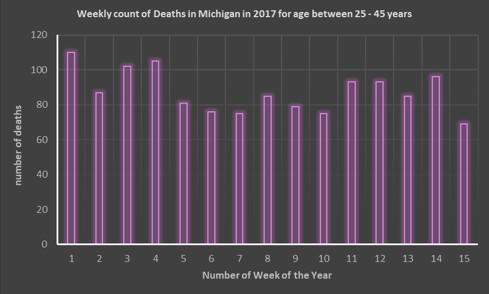 Weekly count of Deaths in Michigan in 2017 for age between 25 - 45 years
120
100
80
60
40
20
0
number of deaths
1 2 3 4 5 6 7 8 9 10 11 12 13 14 15
Number of Week of the Year